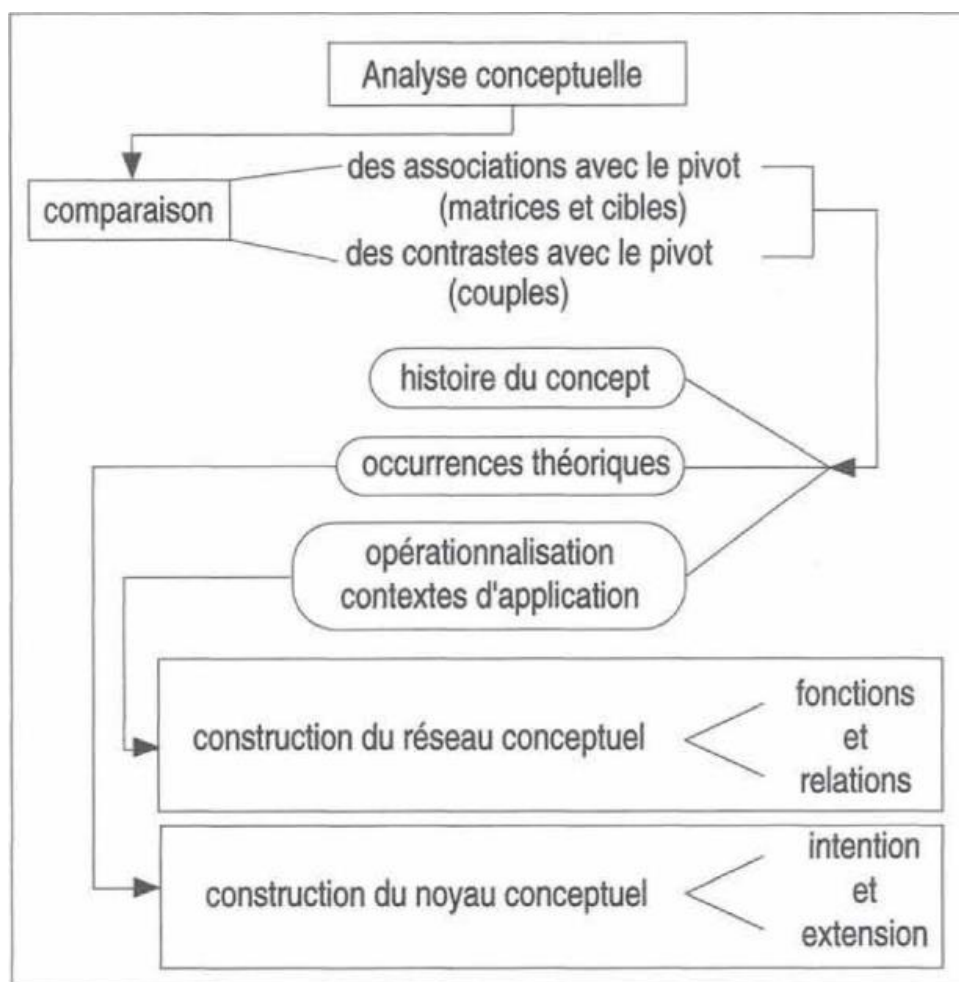 Analyse conceptuelle
des associations avec le pivot
(matrices et cibles)
comparaison
des contrastes avec le pivot
(couples)
histoire du concept
occurrences théoriques
opérationnalisation
contextes d'application
fonctions
construction du réseau conceptuel
et
relations
intention
construction du noyau conceptuel
et
extension